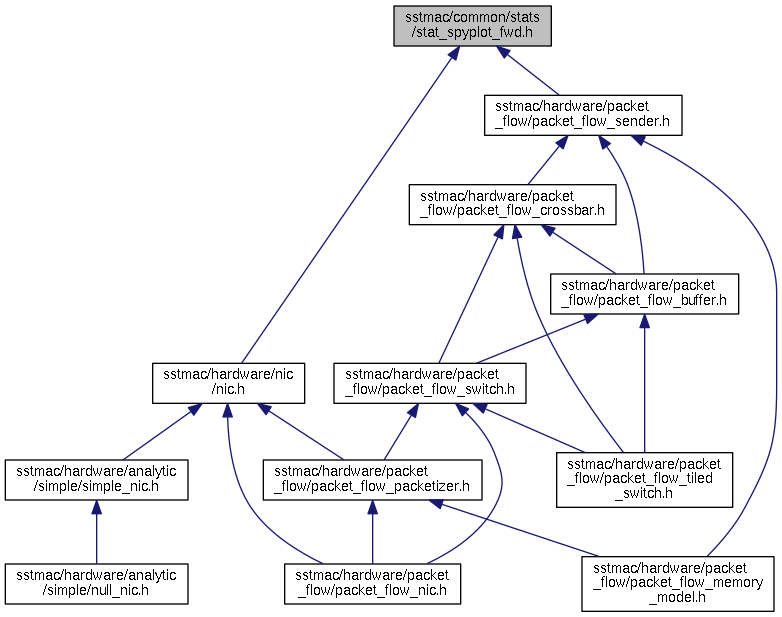 sstmac/common/stats
/stat_spyplot_fwd.h
sstmac/hardware/packet
_flow/packet_flow_sender.h
sstmac/hardware/packet
_flow/packet_flow_crossbar.h
sstmac/hardware/packet
_flow/packet_flow_buffer.h
sstmac/hardware/nic
/nic.h
sstmac/hardware/packet
_flow/packet_flow_switch.h
sstmac/hardware/analytic
/simple/simple_nic.h
sstmac/hardware/packet
_flow/packet_flow_packetizer.h
sstmac/hardware/packet
_flow/packet_flow_tiled
_switch.h
sstmac/hardware/analytic
/simple/null_nic.h
sstmac/hardware/packet
_flow/packet_flow_nic.h
sstmac/hardware/packet
_flow/packet_flow_memory
_model.h